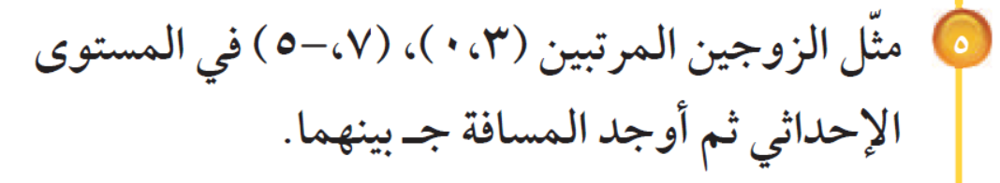 ٥ مثّل الزوجين المرتبين (٣، ٠)، (٧، -٥) في المستوى
الإحداثي ثم أوجد المسافة جـ بينهما.